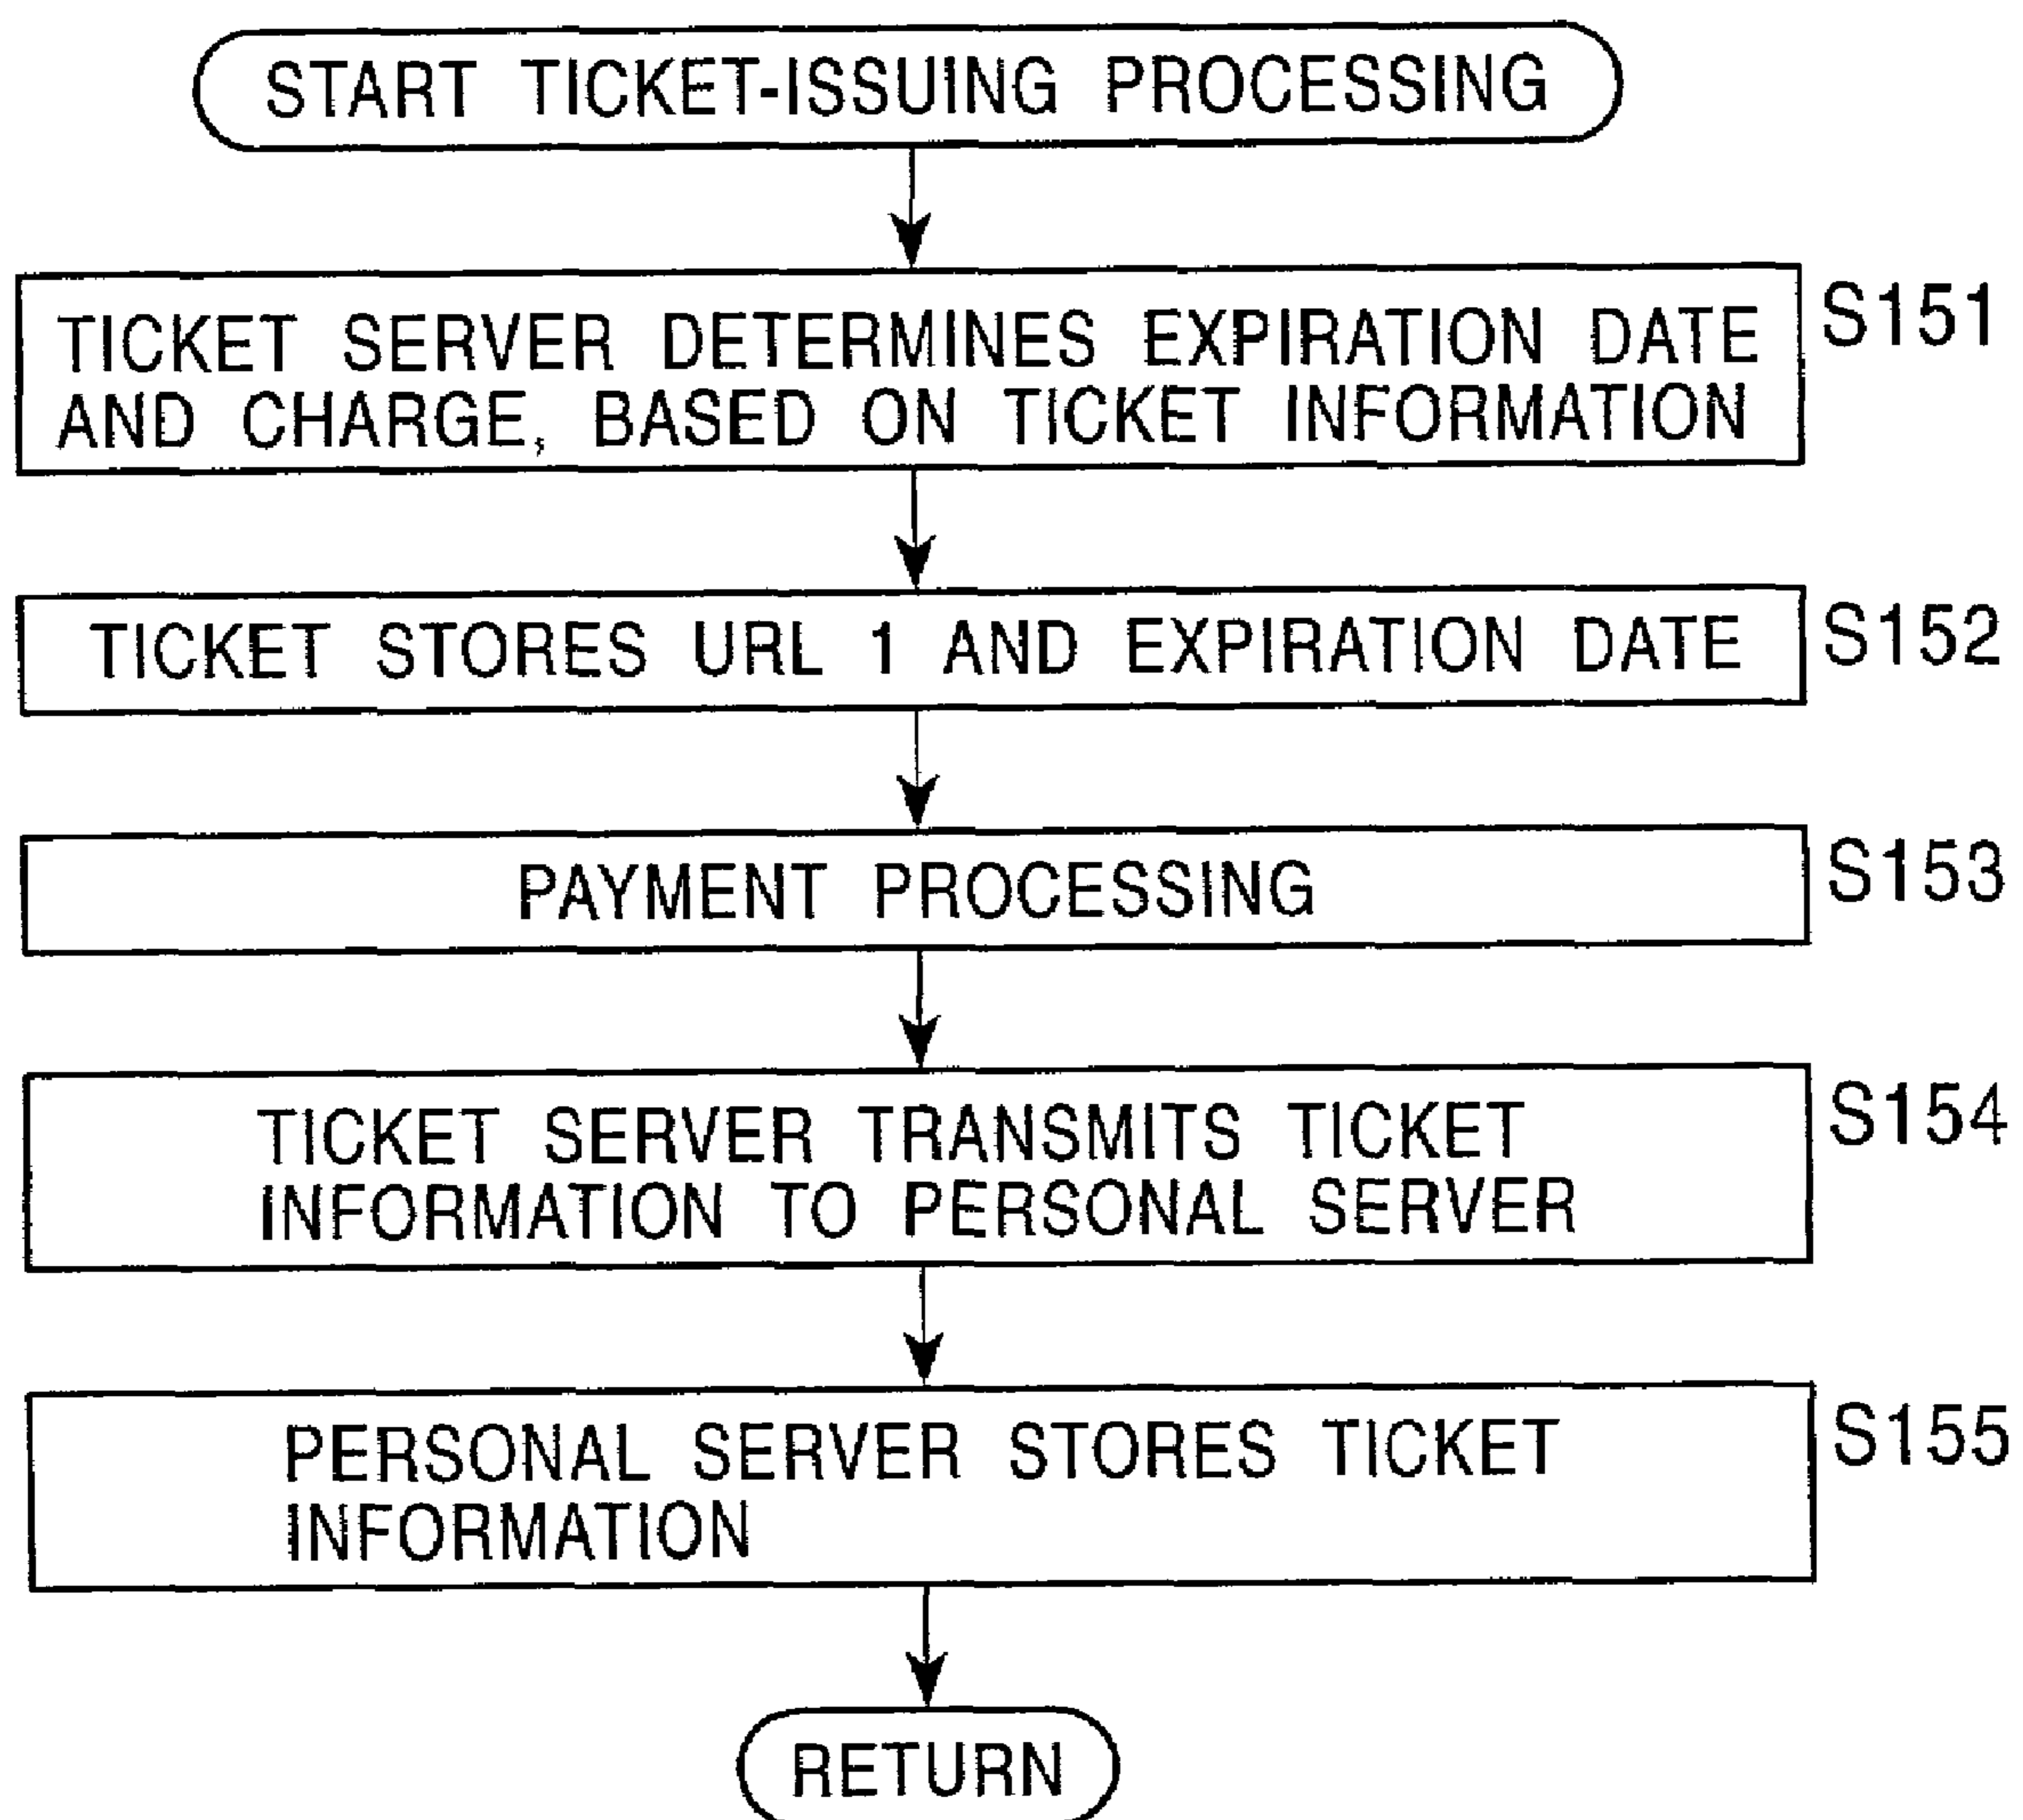 START TICKET-ISSUING PROCESSING
TICKET SERVER DETERMINES EXPIRATION DATE
AND CHARGE, BASED ON TICKET INFORMATION
S151
TICKET STORES URL 1 AND EXPIRATION DATE
S152
PAYMENT PROCESSING
S153
TICKET SERVER TRANSMITS TICKET
INFORMATION TO PERSONAL SERVER
S154
PERSONAL SERVER STORES TICKET
INFORMATION
S155
RETURN